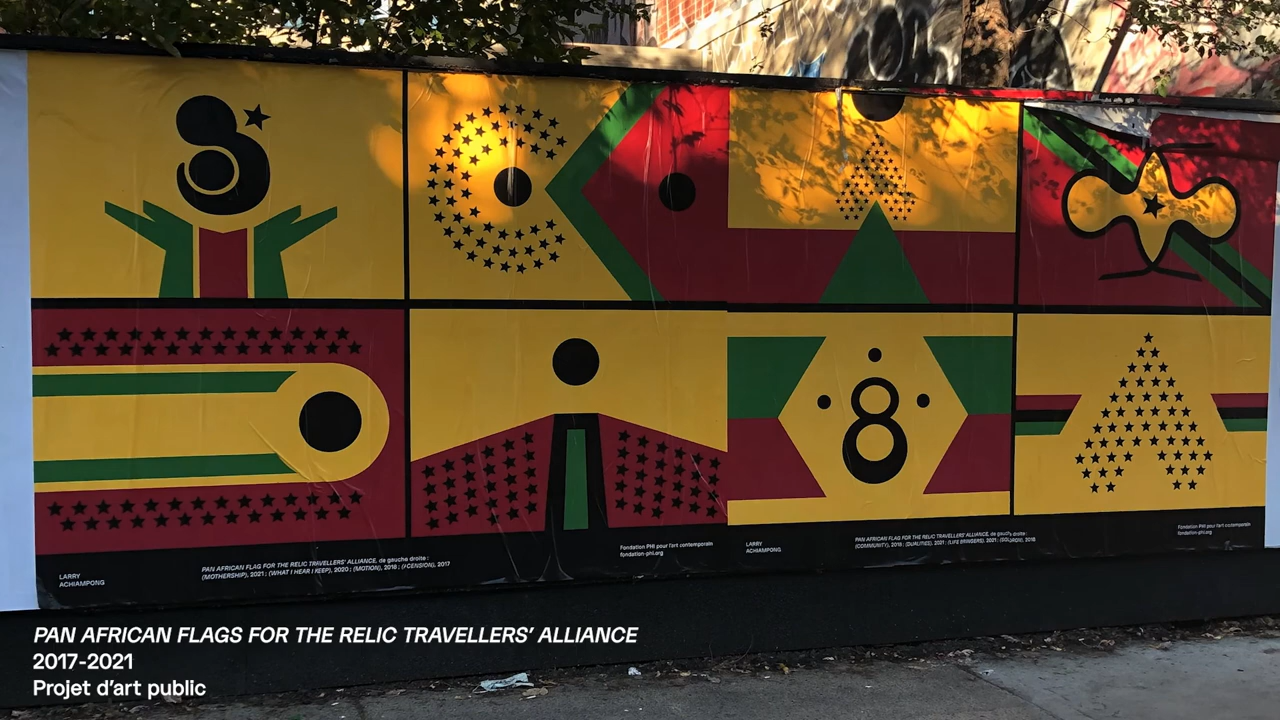 LARRY
ACHIAMPONG
PAN AFRICAN FLAG FOR THE RELIC TRAVELLERS' ALLIANCE, de gauche à droite :
(MOTHERSHIP), 2021 ; (WHAT I HEAR I KEEP), 2020 ; (MOTION), 2018 ; (ASCENSION), 2017
Fondation PHI pour l'art contemporain
fondation-phi.org
LARRY
ACHIAMPONG
PAN AFRICAN FLAG FOR THE RELIC TRAVELLERS' ALLIANCE, de gauche à droite :
(COMMUNITY), 2018 ; (DUALITIES), 2021 ; (LIFE BRINGERS), 2021 ; 2018
Fondation PHI pour l'art contemporain
fondation-phi.org
PAN AFRICAN FLAGS FOR THE RELIC TRAVELLERS' ALLIANCE
2017-2021
Projet d'art public